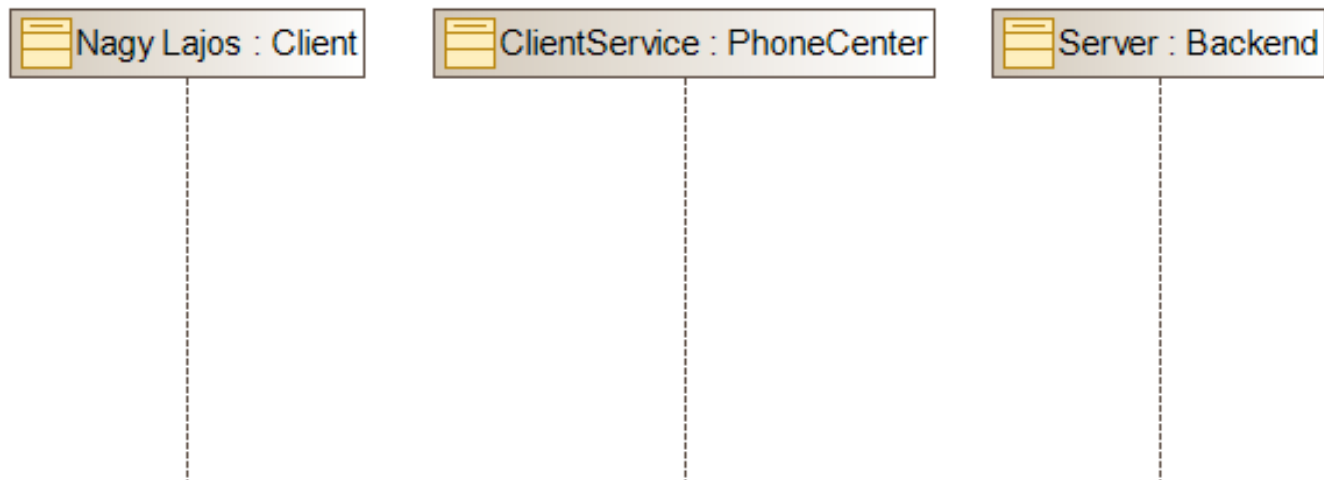 Nagy Lajos : Client
ClientService : PhoneCenter
Server : Backend